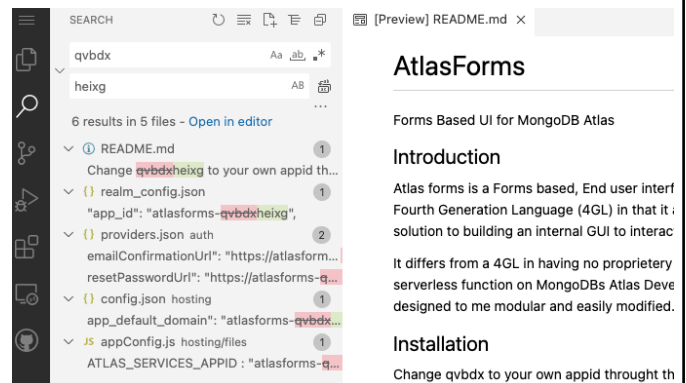 SEARCH
qvbdx
Aa ab .*
heixg
AB
...
6 results in 5 files - Open in editor
README.md 1
Change qvbdxheixg to your own appid th...
{} realm_config.json 1
"app_id": "atlasforms-qvbdxheixg",
{} providers.json auth 2
emailConfirmationUrl": "https://atlasform...
resetPasswordUrl": "https://atlasforms-q...
{} config.json hosting 1
app_default_domain": "atlasforms-qvbdx...
JS appConfig.js hosting/files 1
ATLAS_SERVICES_APPID : "atlasforms-q...
[Preview] README.md
AtlasForms
Forms Based UI for MongoDB Atlas
Introduction
Atlas forms is a Forms based, End user interf
Fourth Generation Language (4GL) in that it a
solution to building an internal GUI to interac
It differs from a 4GL in having no proprietery
serverless function on MongoDBs Atlas Deve
designed to me modular and easily modified.
Installation
Change qvbdx to your own appid throught th